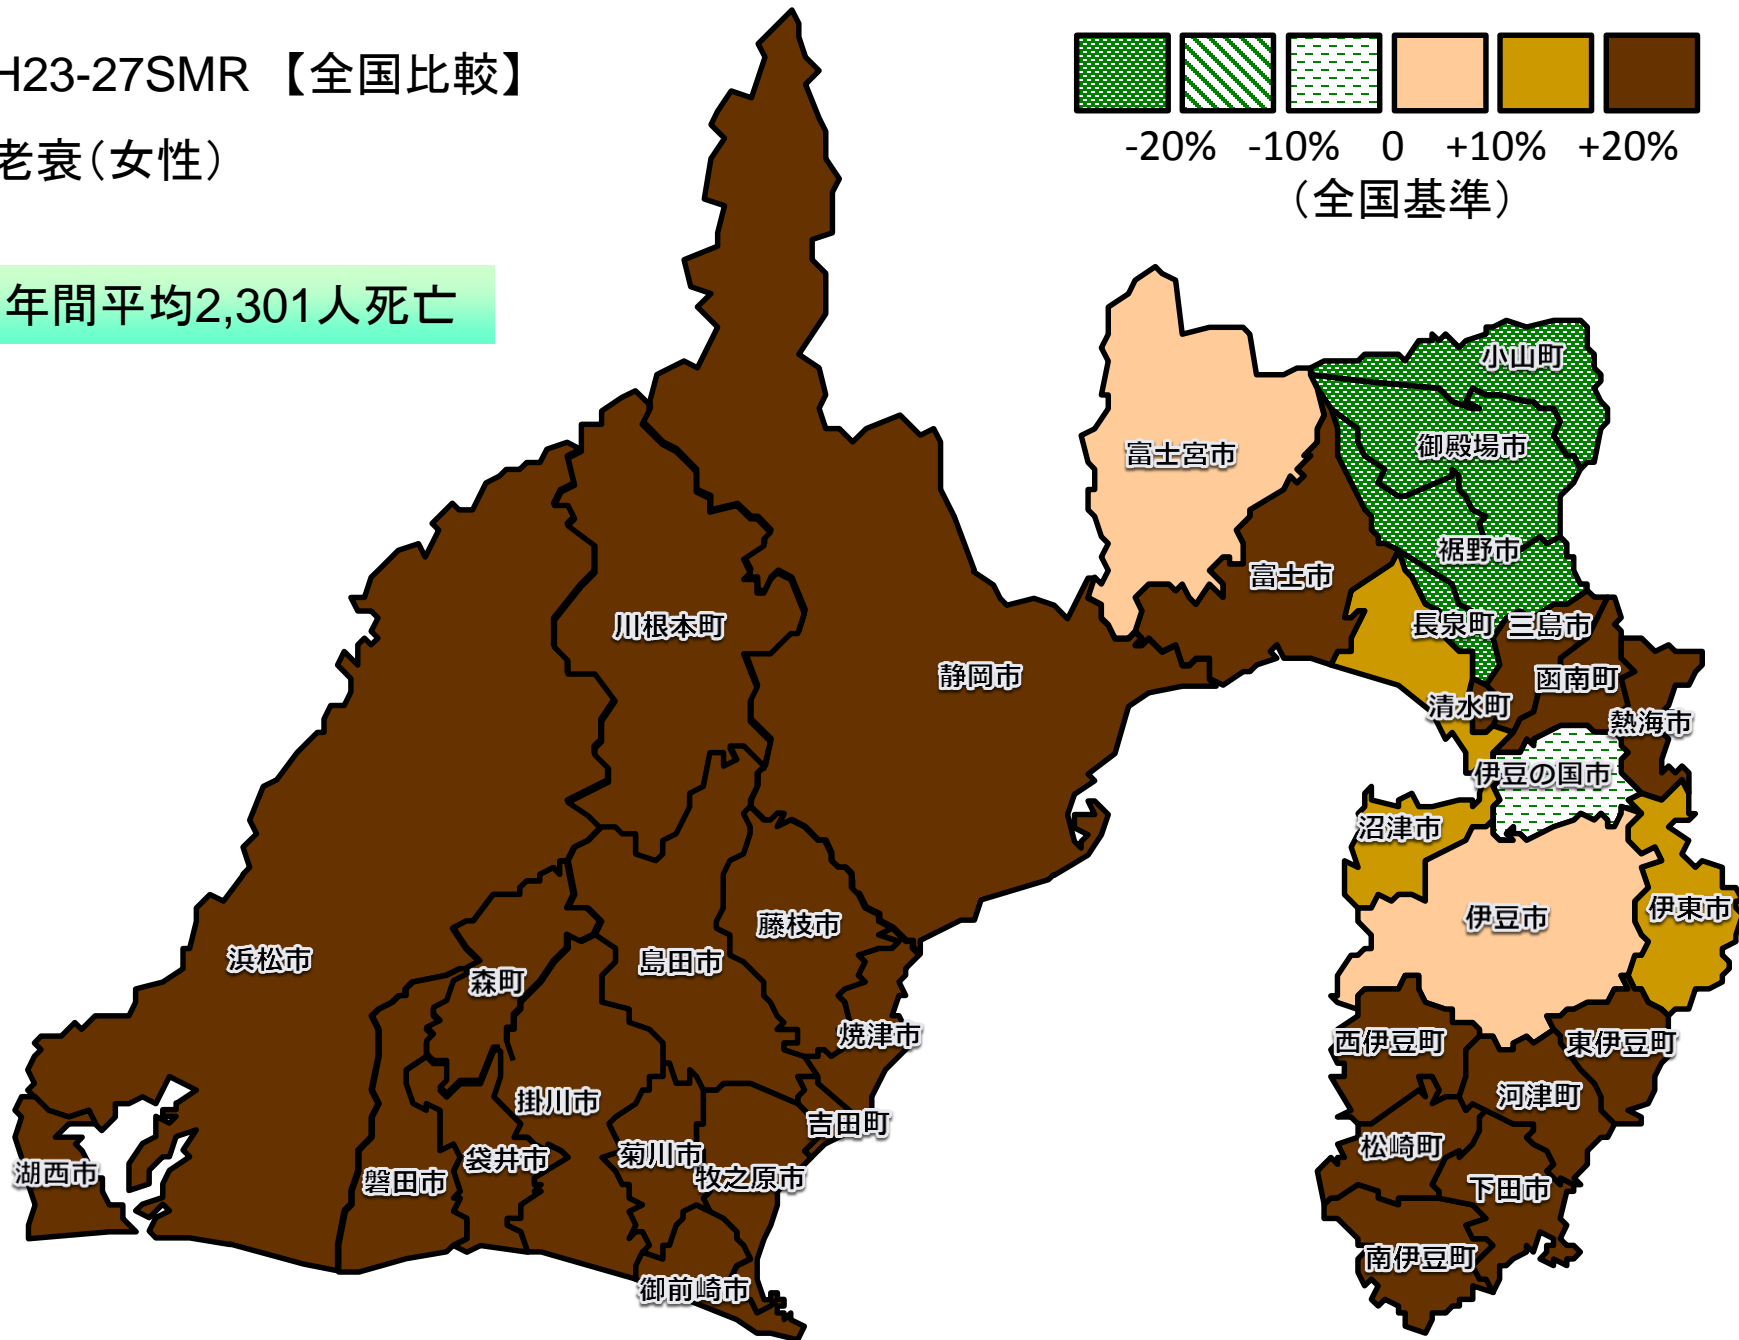 H23-27SMR 【全国比較】
老衰（女性）
年間平均2,301人死亡
-20% -10% 0 +10% +20%
（全国基準）
小山町
御殿場市
富士宮市
裾野市
富士市
長泉町
三島市
川根本町
静岡市
函南町
清水町
熱海市
伊豆の国市
沼津市
伊東市
伊豆市
藤枝市
島田市
浜松市
森町
焼津市
西伊豆町
東伊豆町
河津町
掛川市
吉田町
松崎町
菊川市
袋井市
湖西市
磐田市
牧之原市
下田市
南伊豆町
御前崎市